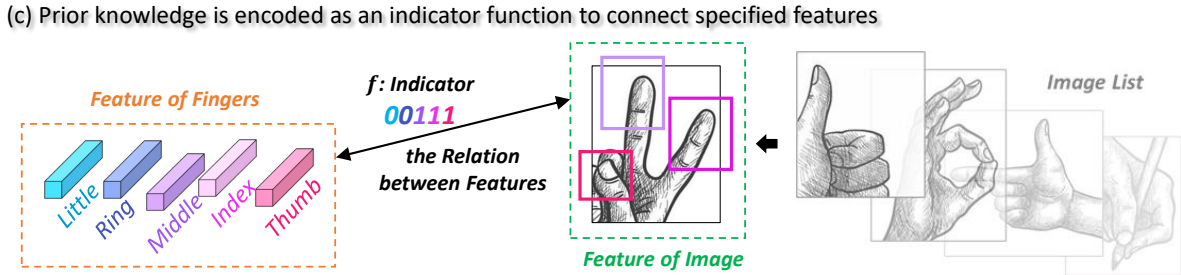 (c) Prior knowledge is encoded as an indicator function to connect specified features
Feature of Fingers
Little
Ring
Middle
Index
Thumb
f: Indicator
00111
the Relation
between Features
Feature of Image
Image List